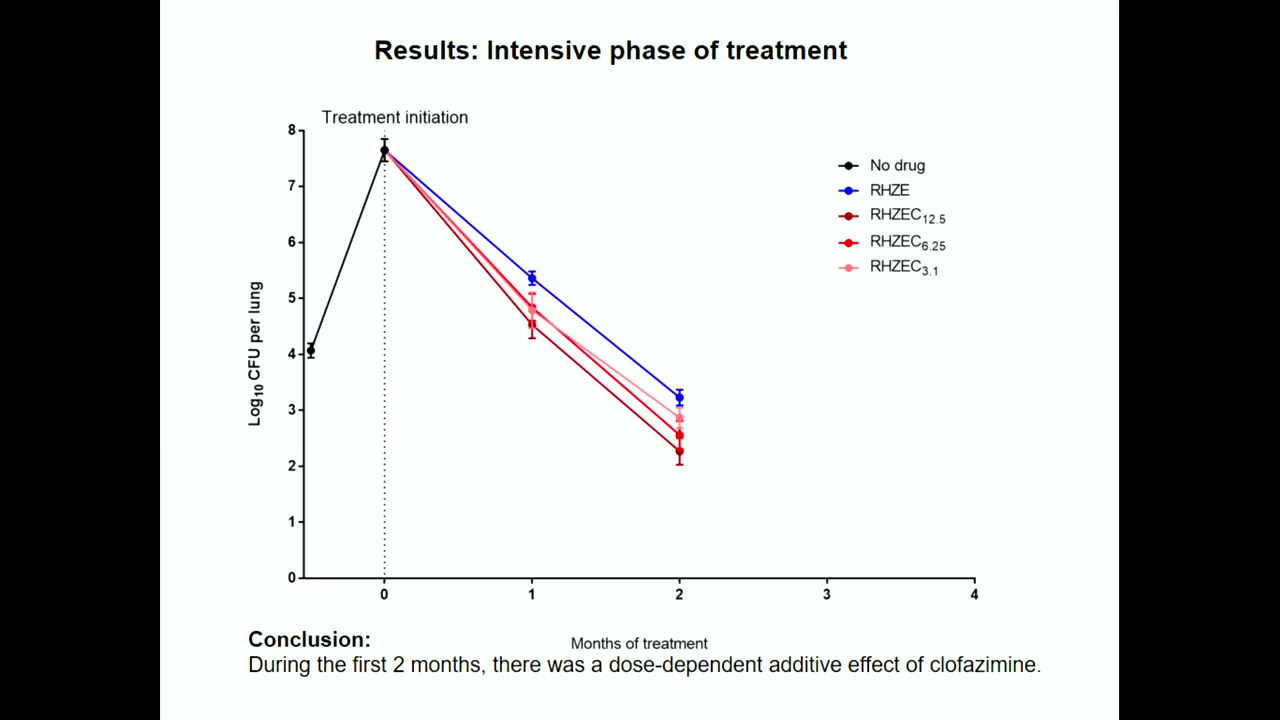 Results: Intensive phase of treatment
Treatment initiation
8
7
6
5
4
3
2
1
0
Log10 CFU per lung
No drug
RHZE
RHZEC12.5
RHZEC6.25
RHZEC3.1
0 1 2 3 4
Months of treatment
Conclusion:
During the first 2 months, there was a dose-dependent additive effect of clofazimine.